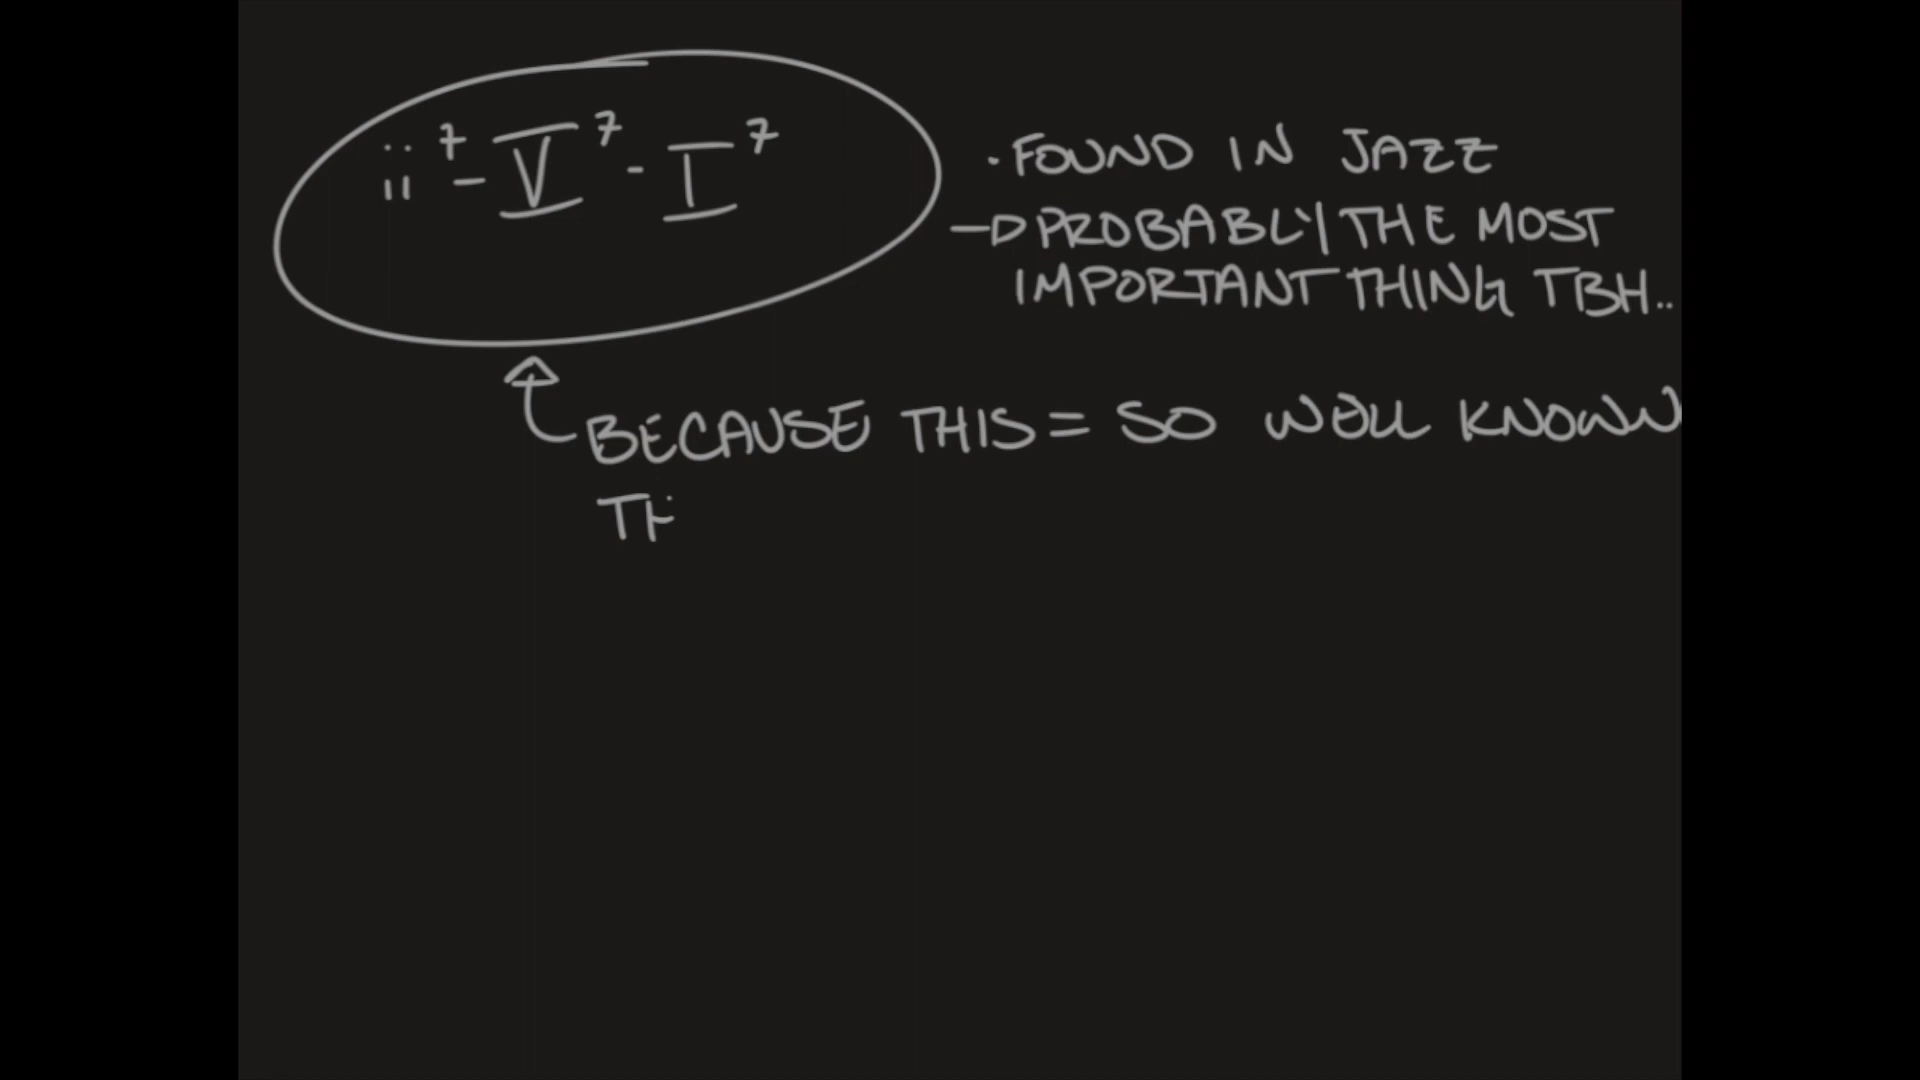 ii⁷-V⁷-I⁷
• FOUND IN JAZZ
→ PROBABLY THE MOST
IMPORTANT THING TBH..
BECAUSE THIS = SO WELL KNOWN